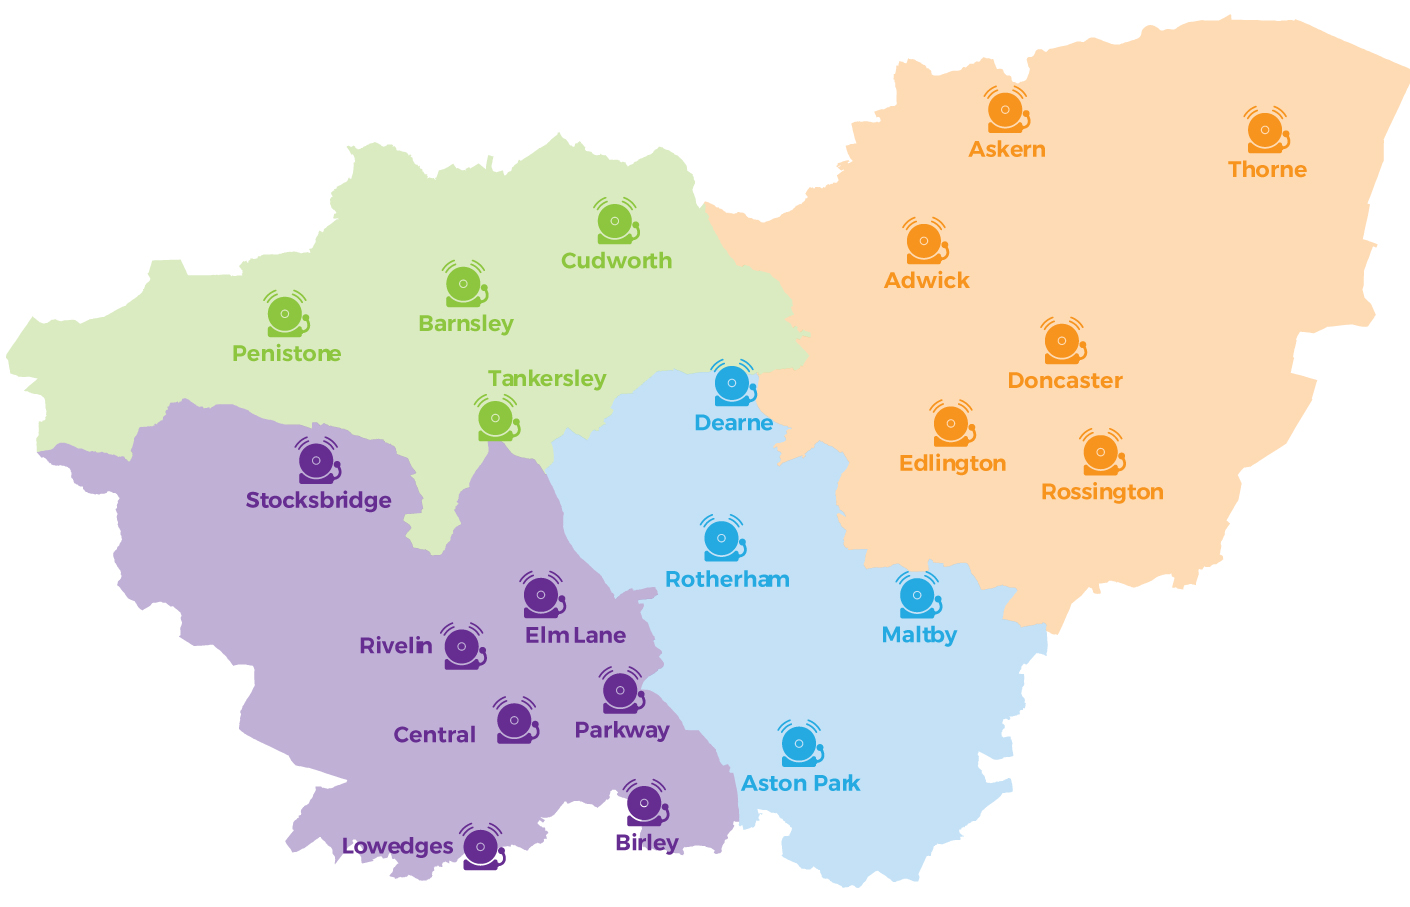 Askern
Thorne
Cudworth
Adwick
Barnsley
Penistone
Tankersley
Doncaster
Dearne
Edlington
Rossington
Stocksbridge
Rotherham
Elm Lane
Maltby
Rivelin
Parkway
Central
Aston Park
Birley
Lowedges